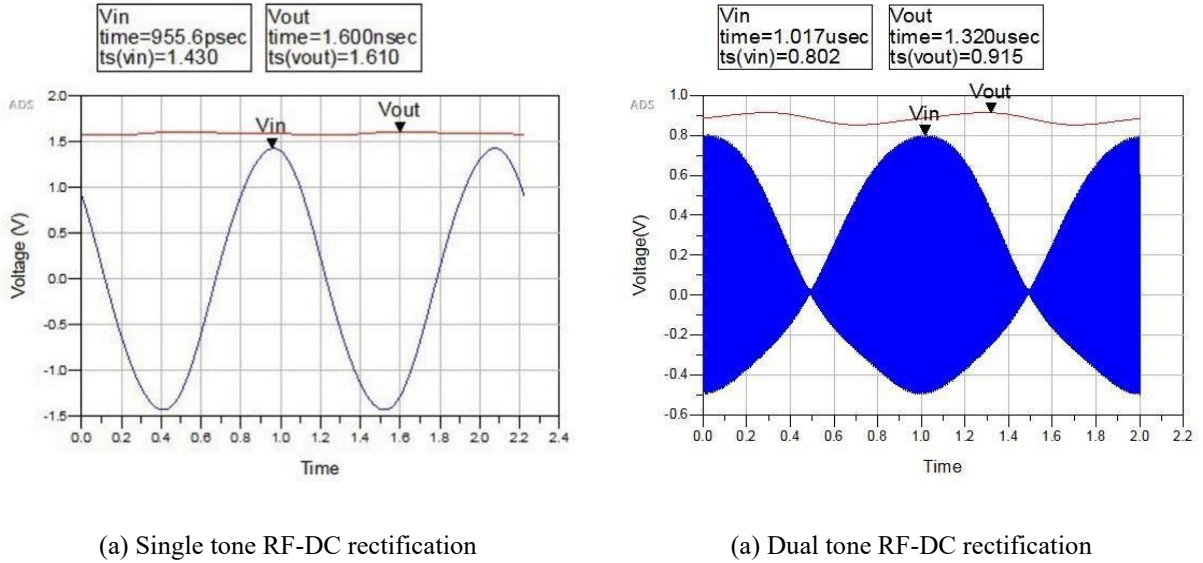 Vin
time=955.6psec
ts(vin)=1.430
Vout
time=1.600nsec
ts(vout)=1.610
ADS
2.0
1.5
1.0
0.5
0.0
-0.5
-1.0
-1.5
Voltage (V)
Vin
Vout
0.0 0.2 0.4 0.6 0.8 1.0 1.2 1.4 1.6 1.8 2.0 2.2 2.4
Time
(a) Single tone RF-DC rectification
Vin
time=1.017usec
ts(vin)=0.802
Vout
time=1.320usec
ts(vout)=0.915
ADS
1.0
0.8
0.6
0.4
0.2
0.0
-0.2
-0.4
-0.6
Voltage(V)
Vin
Vout
0.0 0.2 0.4 0.6 0.8 1.0 1.2 1.4 1.6 1.8 2.0 2.2
Time
(a) Dual tone RF-DC rectification